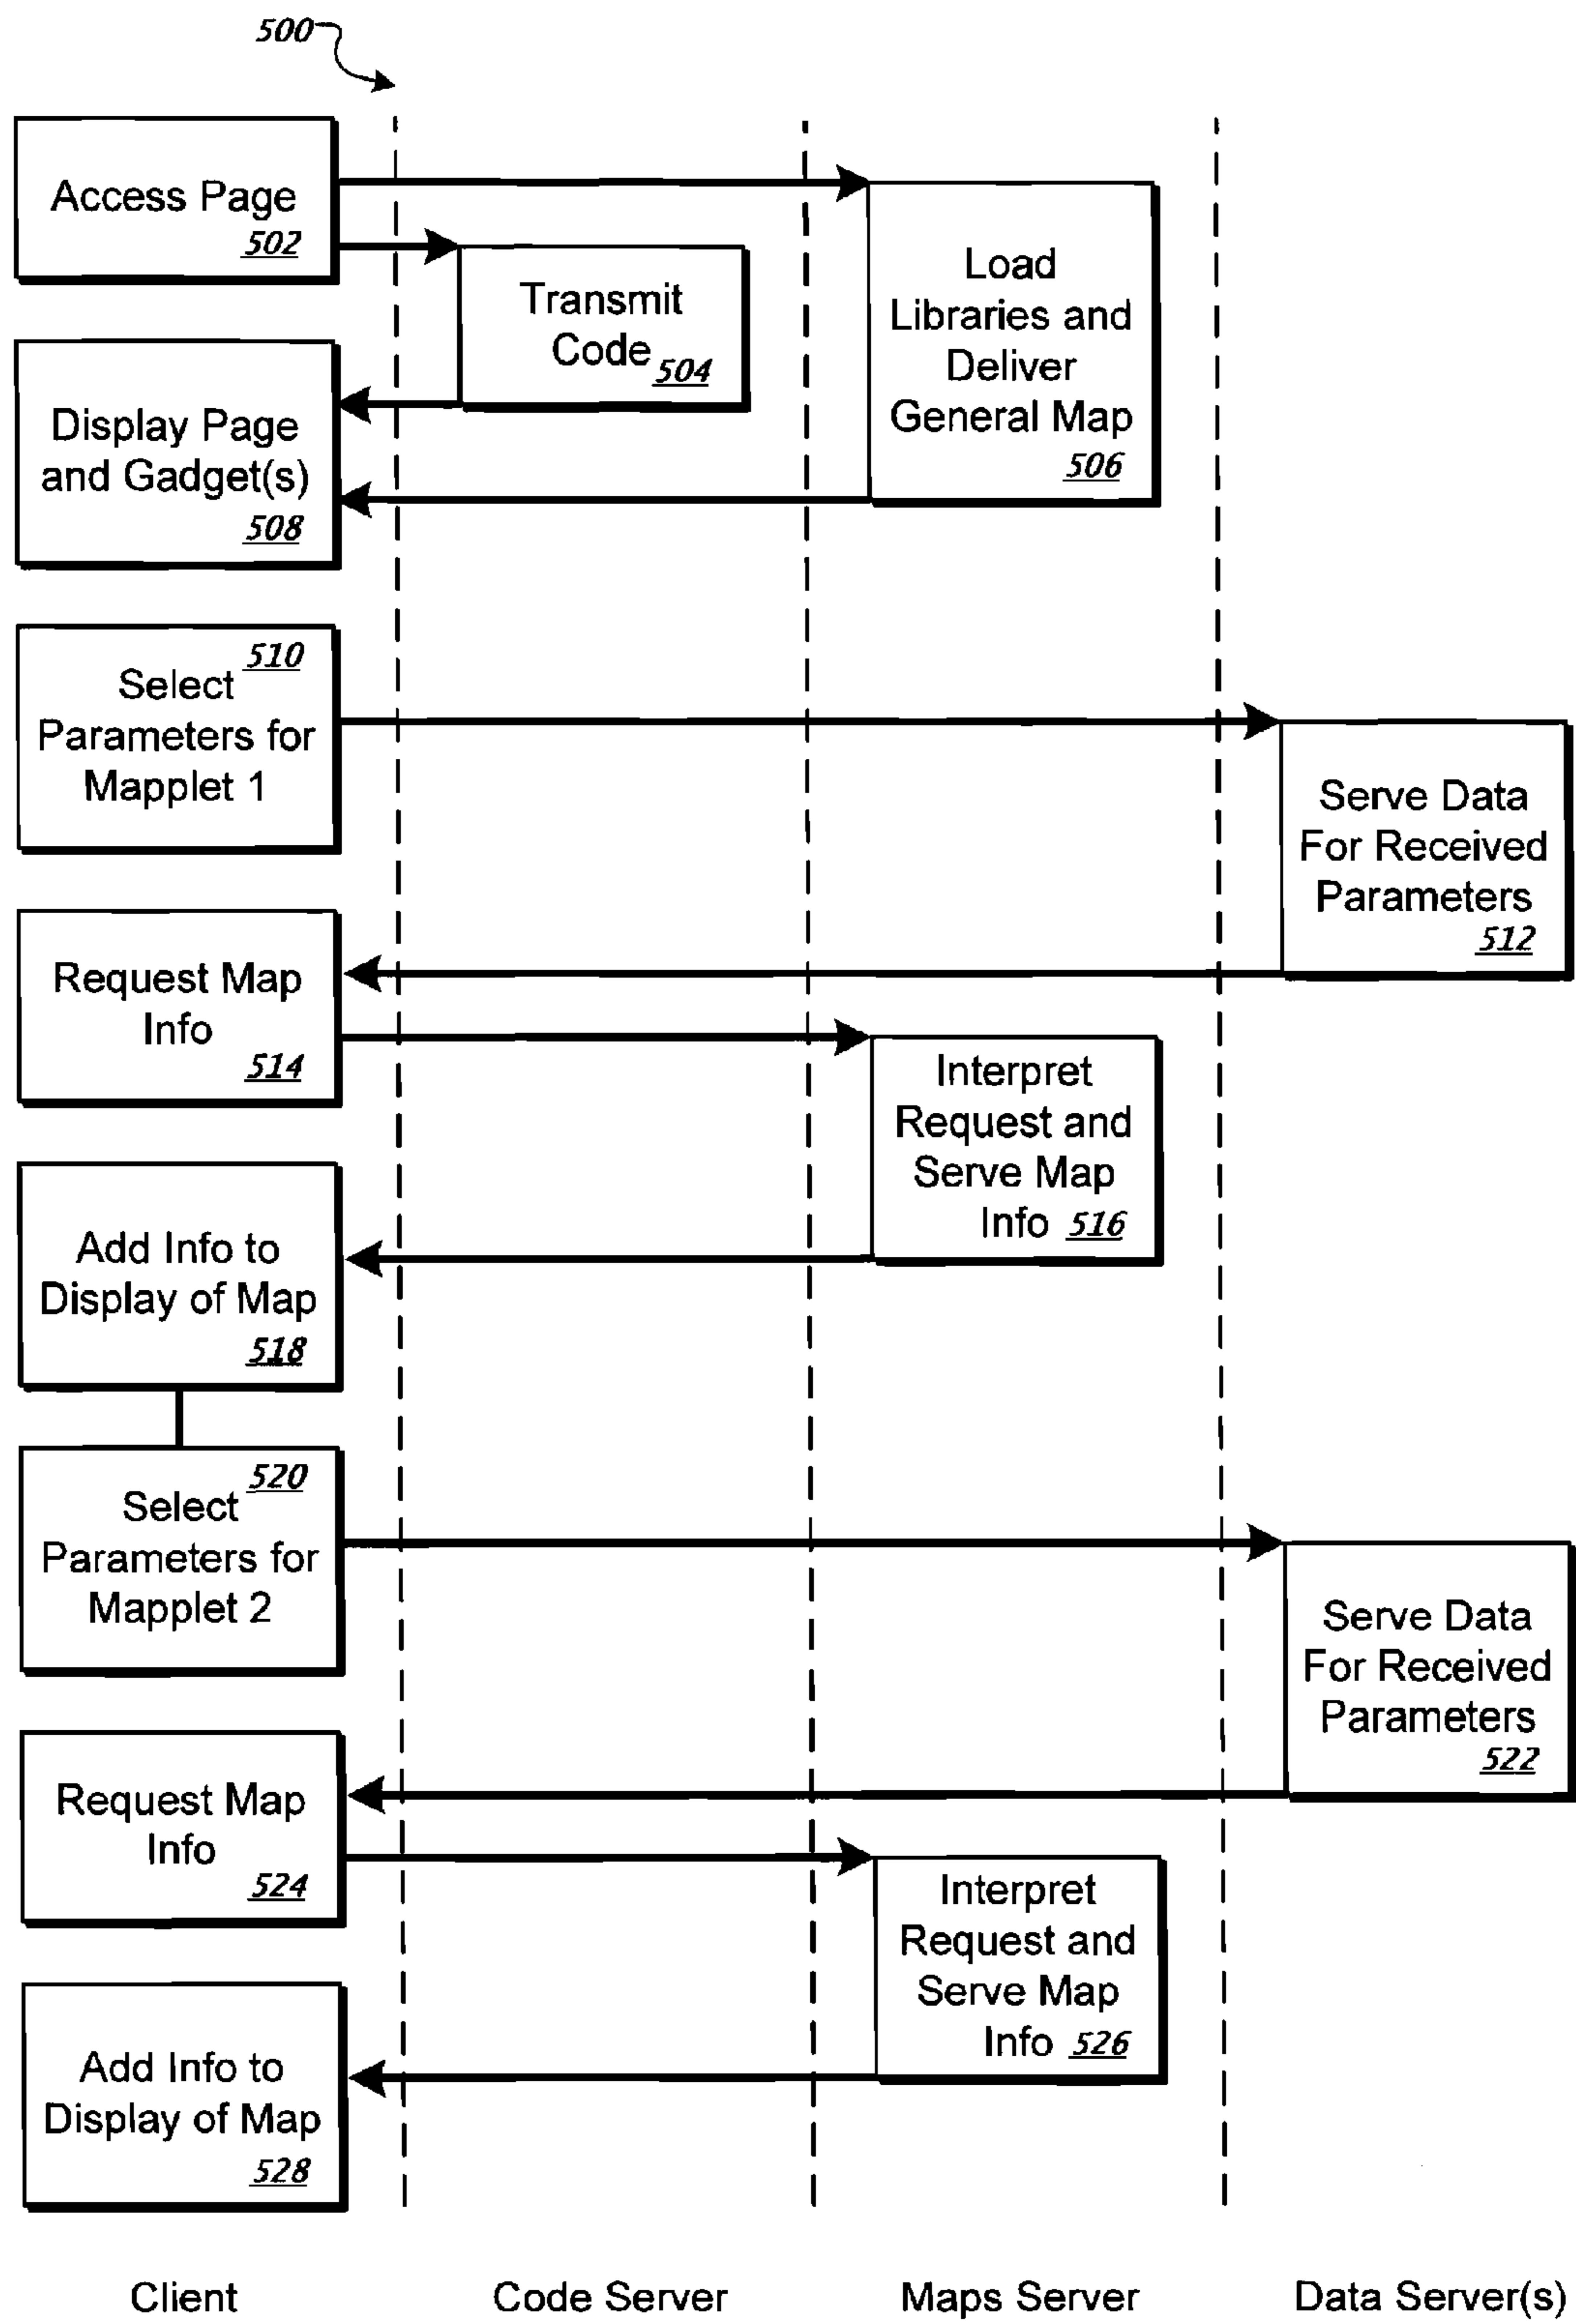 500
Access Page
502
Transmit
Code 504
Load
Libraries and
Deliver
General Map
506
Display Page
and Gadget(s)
508
510
Select
Parameters for
Mapplet 1
Serve Data
For Received
Parameters
512
Request Map
Info
514
Interpret
Request and
Serve Map
Info 516
Add Info to
Display of Map
518
520
Select
Parameters for
Mapplet 2
Serve Data
For Received
Parameters
522
Request Map
Info
524
Interpret
Request and
Serve Map
Info 526
Add Info to
Display of Map
528
Client Code Server Maps Server Data Server(s)